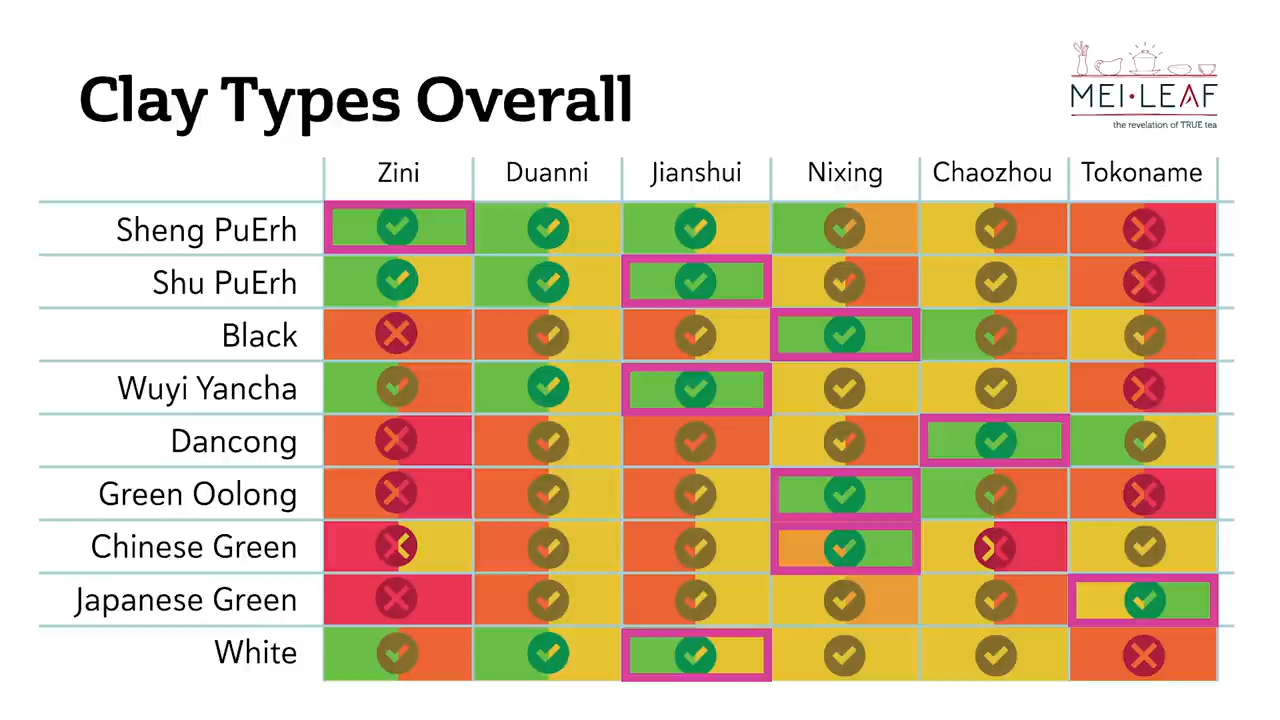 Clay Types Overall
MEI·LEAF
the revelation of TRUE tea
Zini Duanni Jianshui Nixing Chaozhou Tokoname
Sheng PuErh
Shu PuErh
Black
Wuyi Yancha
Dancong
Green Oolong
Chinese Green
Japanese Green
White